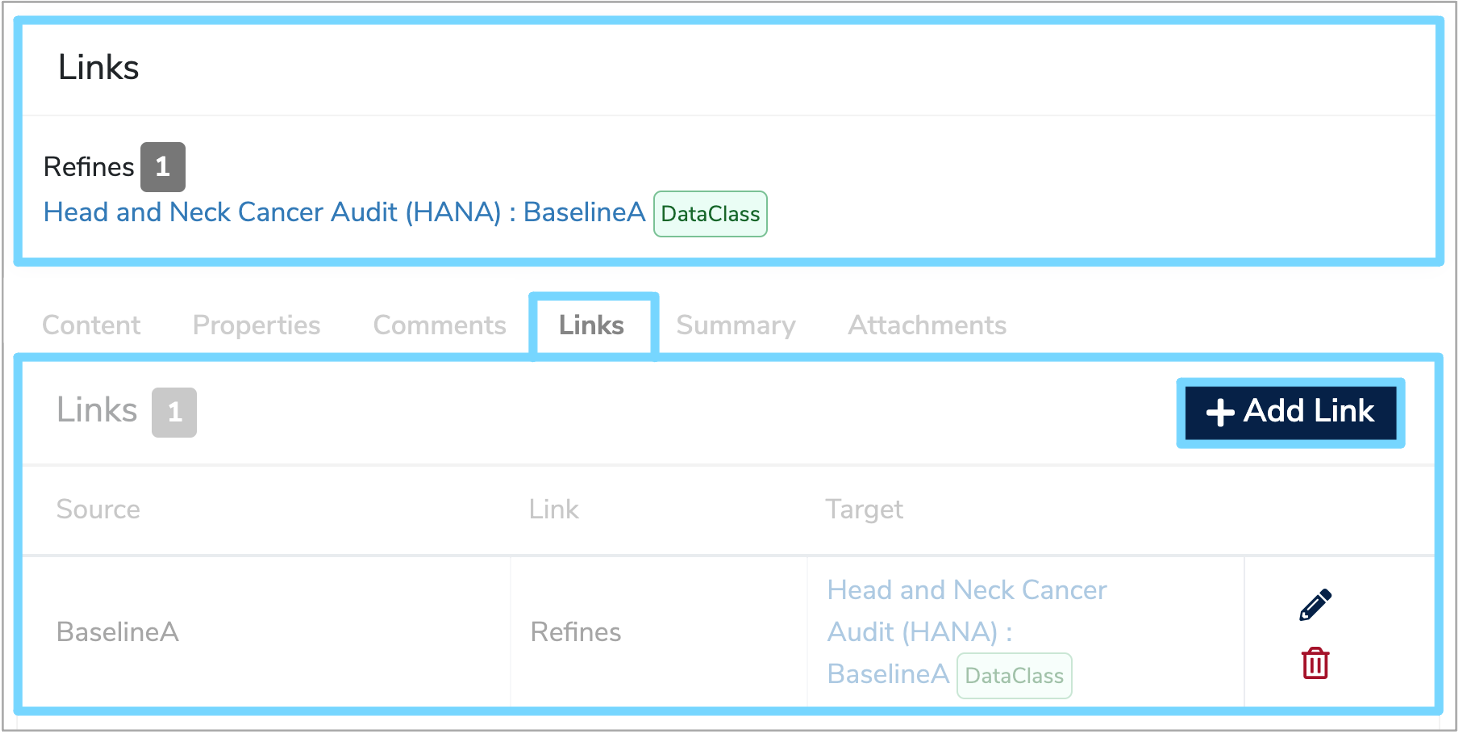 Links
Refines 1
Head and Neck Cancer Audit (HANA) : BaselineA DataClass
Content Properties Comments Links Summary Attachments
Links 1 + Add Link
Source Link Target
BaselineA Refines Head and Neck Cancer
Audit (HANA) :
BaselineA DataClass